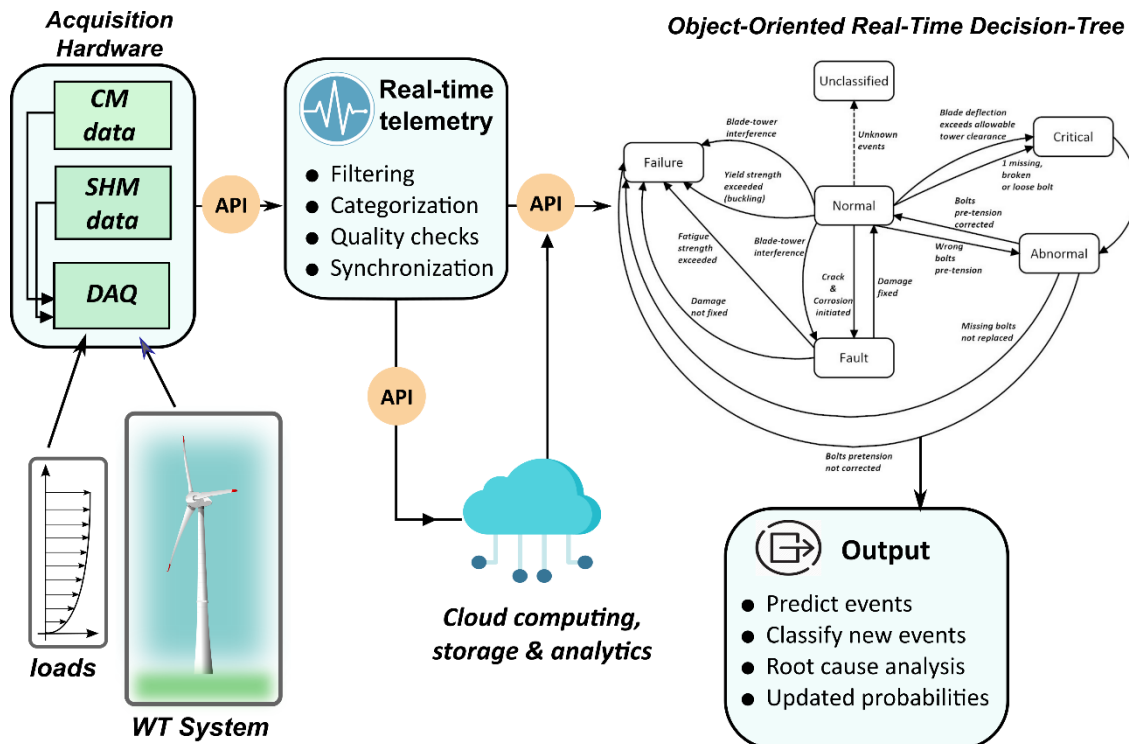 Acquisition
Hardware
CM
data
SHM
data
DAQ
loads
WT System
API
Real-time
telemetry
● Filtering
● Categorization
● Quality checks
● Synchronization
API
API
Cloud computing,
storage & analytics
Object-Oriented Real-Time Decision-Tree
Unclassified
Unknown
events
Blade-tower
interference
Failure
Yield strength
exceeded
(buckling)
Normal
Blade deflection
exceeds allowable
tower clearance
Critical
1 missing,
broken
or loose bolt
Bolts
pre-tension
corrected
Wrong
bolts
pre-tension
Abnormal
Fatigue
strength
exceeded
Blade-tower
interference
Crack
&
Corrosion
initiated
Damage
fixed
Damage
not fixed
Fault
Missing bolts
not replaced
Bolts pretension
not corrected
Output
● Predict events
● Classify new events
● Root cause analysis
● Updated probabilities